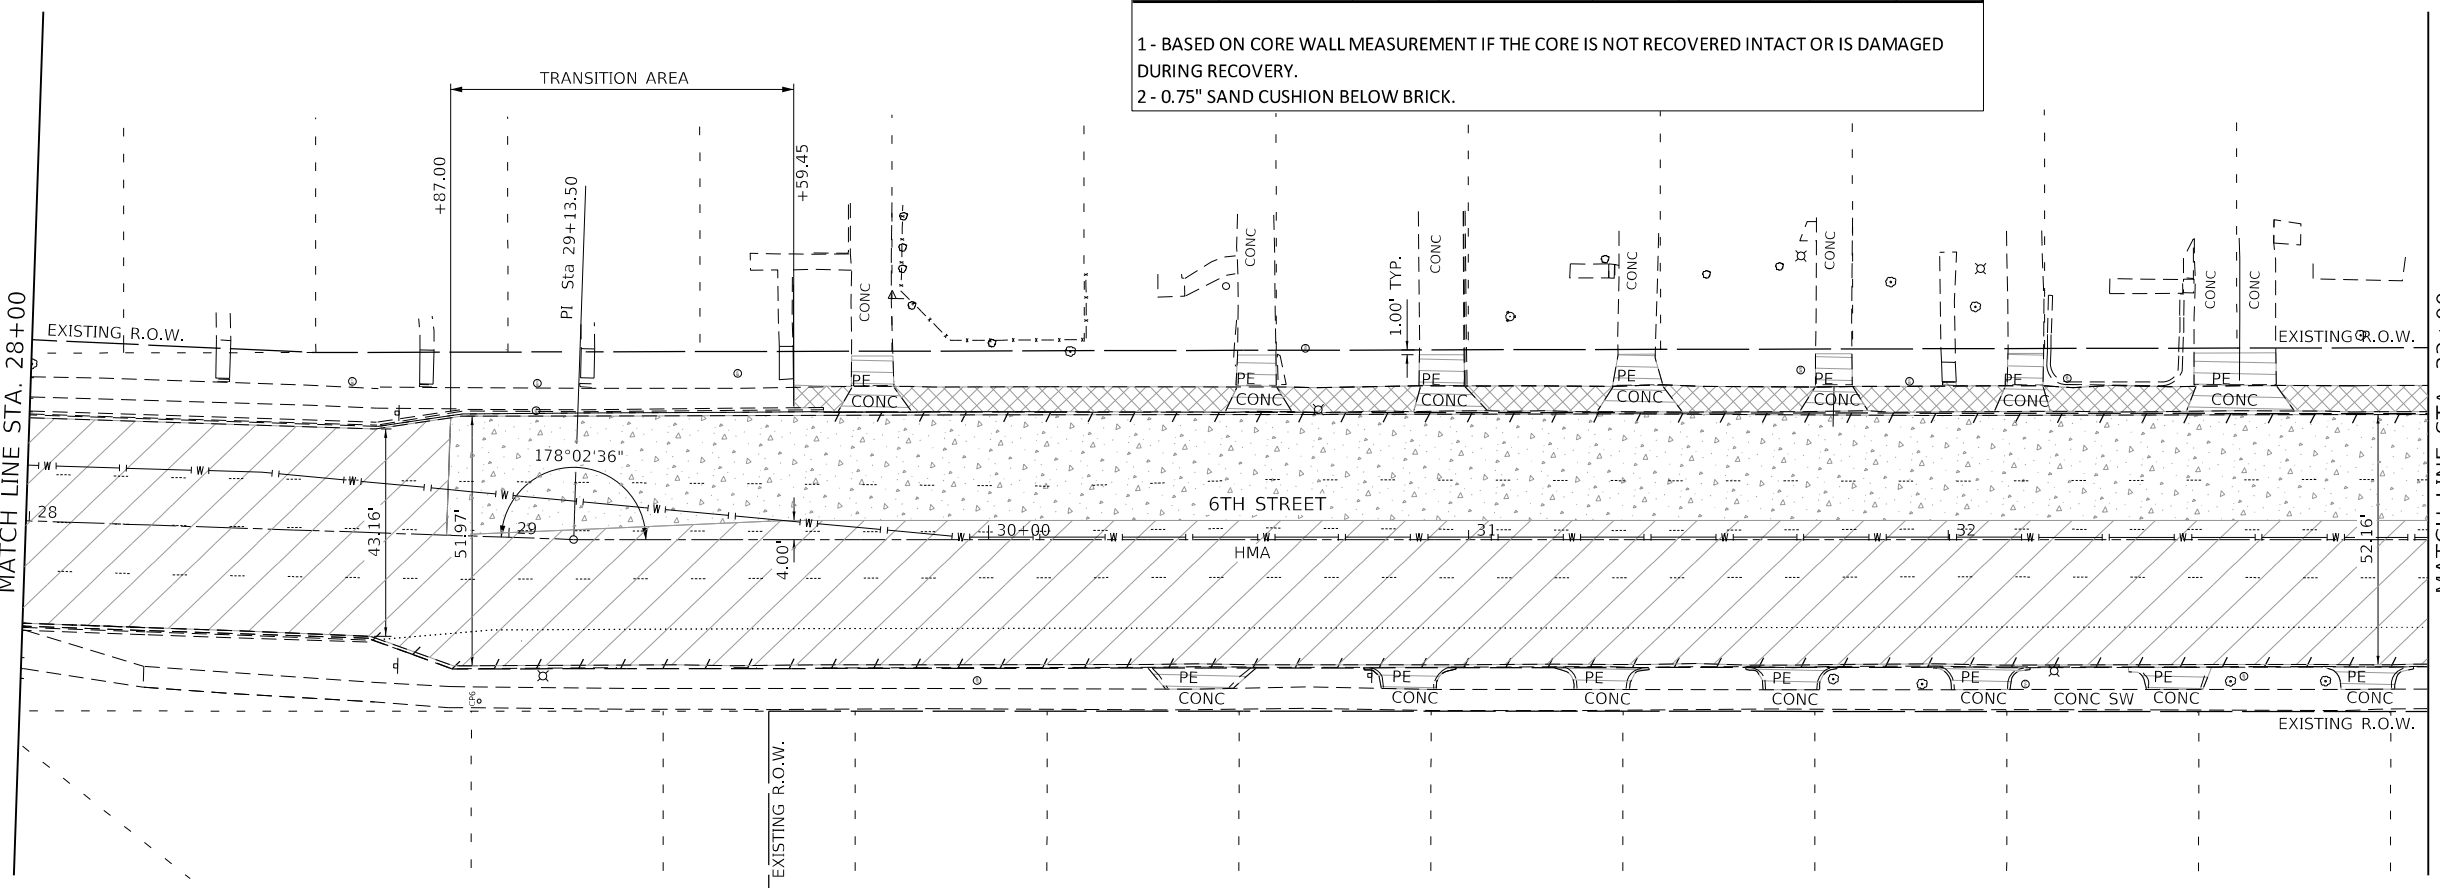 1 - BASED ON CORE WALL MEASUREMENT IF THE CORE IS NOT RECOVERED INTACT OR IS DAMAGED
DURING RECOVERY.
2 - 0.75" SAND CUSHION BELOW BRICK.
TRANSITION AREA
+87.00
PI Sta 29+13.50
+59.45
MATCH LINE STA. 28+00
EXISTING R.O.W.
CONC
CONC
1.00' TYP.
CONC
CONC
CONC
CONC
CONC
EXISTING R.O.W.
PE
CONC
PE
CONC
PE
CONC
PE
CONC
PE
CONC
PE
CONC
PE
CONC
178°02'36"
W W W W W W
6TH STREET
28
29
30+00
31
32
W W W W W W W W W W
HMA
43.16'
51.97'
4.00'
52.16'
MATCH LINE STA.
PE
CONC
PE
CONC
PE
CONC
PE
CONC
PE
CONC
CONC SW
PE
CONC
PE
CONC
CP6
EXISTING R.O.W.
EXISTING R.O.W.